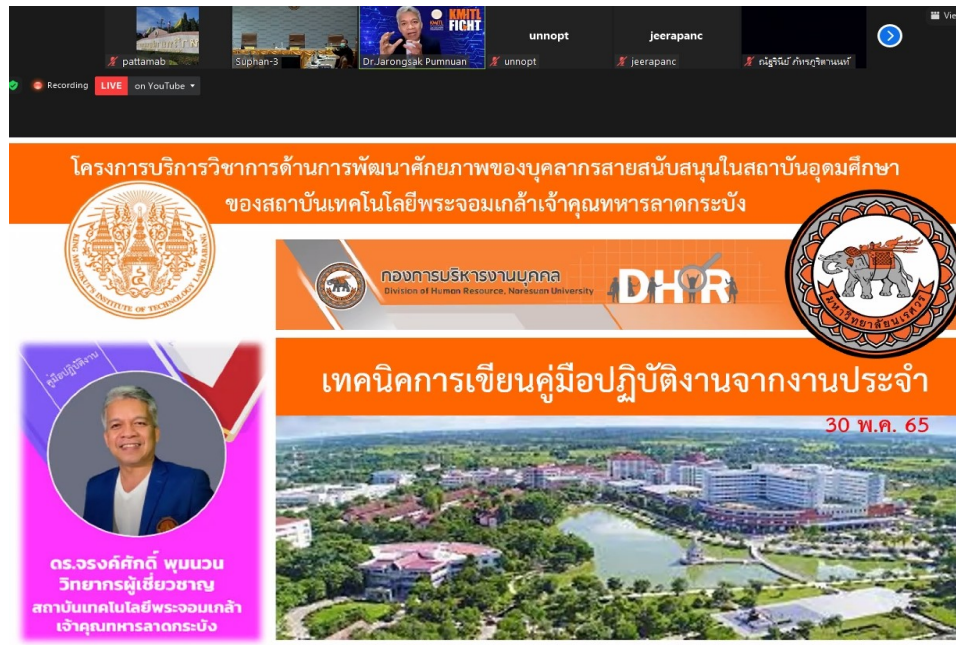 View
KMITL
FIGHT
unnopt
jeerapanc
pattamab
Suphan-3
Dr.Jarongsak Pumnuan
unnopt
jeerapanc
Recording
LIVE on YouTube
โครงการบริการวิชาการด้านการพัฒนาศักยภาพของบุคลากรสายสนับสนุนในสถาบันอุดมศึกษา
ของสถาบันเทคโนโลยีพระจอมเกล้าเจ้าคุณทหารลาดกระบัง
KING MONGKUT'S INSTITUTE OF TECHNOLOGY LADKRABANG
กองการบริหารงานบุคคล
Division of Human Resource, Naresuan University
DHR
มหาวิทยาลัยนเรศวร
คู่มือปฏิบัติงาน
เทคนิคการเขียนคู่มือปฏิบัติงานจากงานประจำ
30 พ.ค. 65
ดร.จรงค์ศักดิ์ พุมนวน
วิทยากรผู้เชี่ยวชาญ
สถาบันเทคโนโลยีพระจอมเกล้า
เจ้าคุณทหารลาดกระบัง